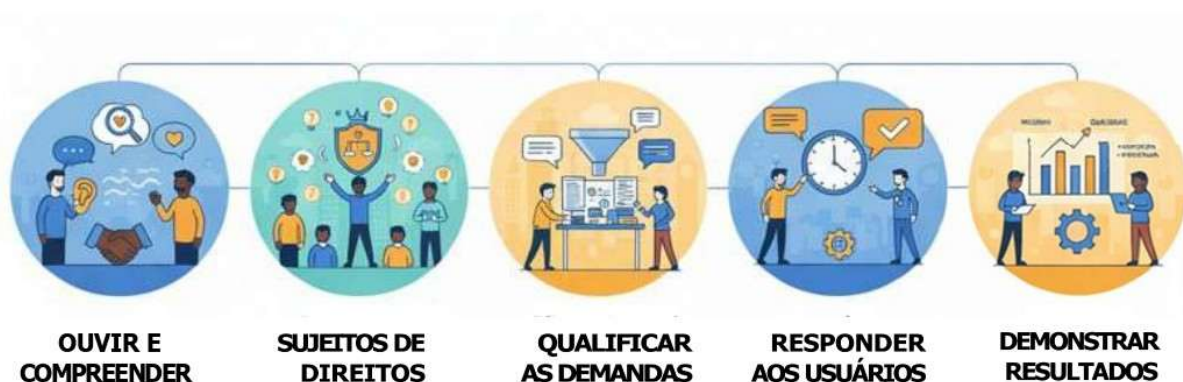 OUVIR E
COMPREENDER
SUJEITOS DE
DIREITOS
QUALIFICAR
AS DEMANDAS
RESPONDER
AOS USUÁRIOS
DEMONSTRAR
RESULTADOS